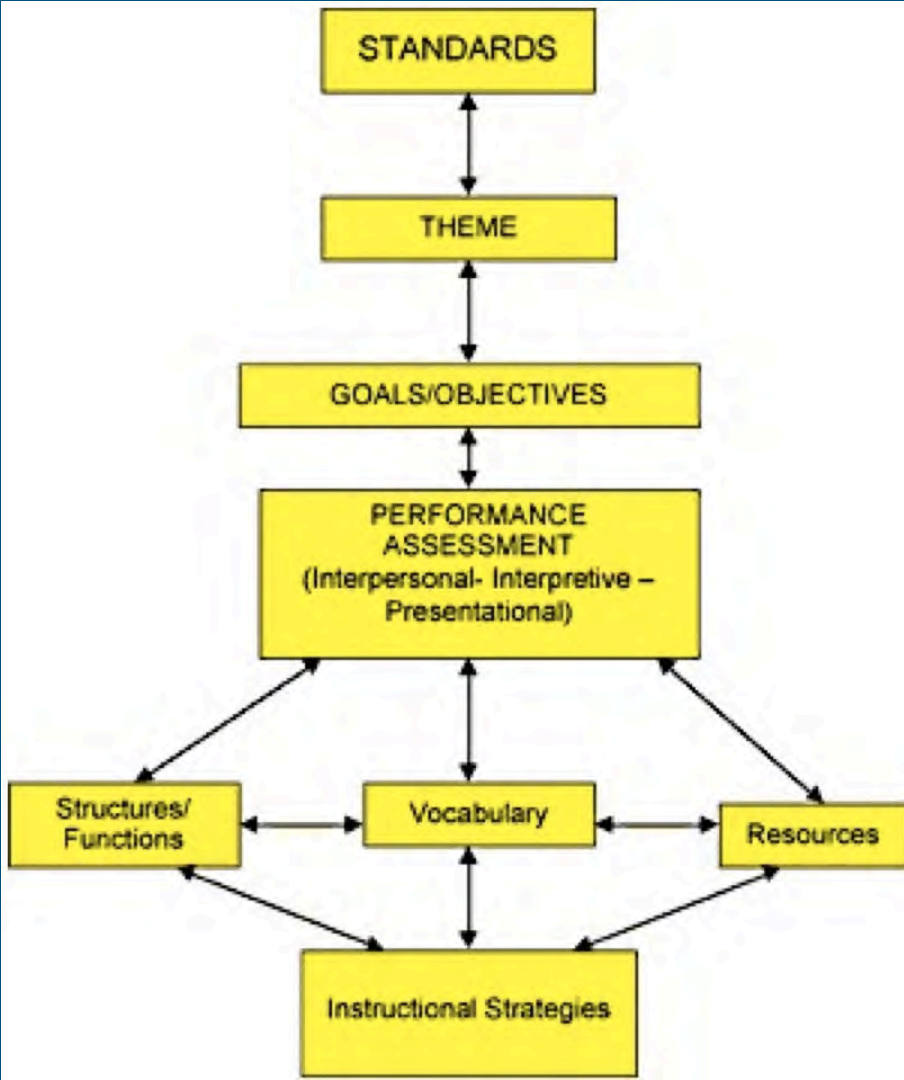 STANDARDS
THEME
GOALS/OBJECTIVES
PERFORMANCE
ASSESSMENT
(Interpersonal- Interpretive –
Presentational)
Structures/
Functions
Vocabulary
Resources
Instructional Strategies